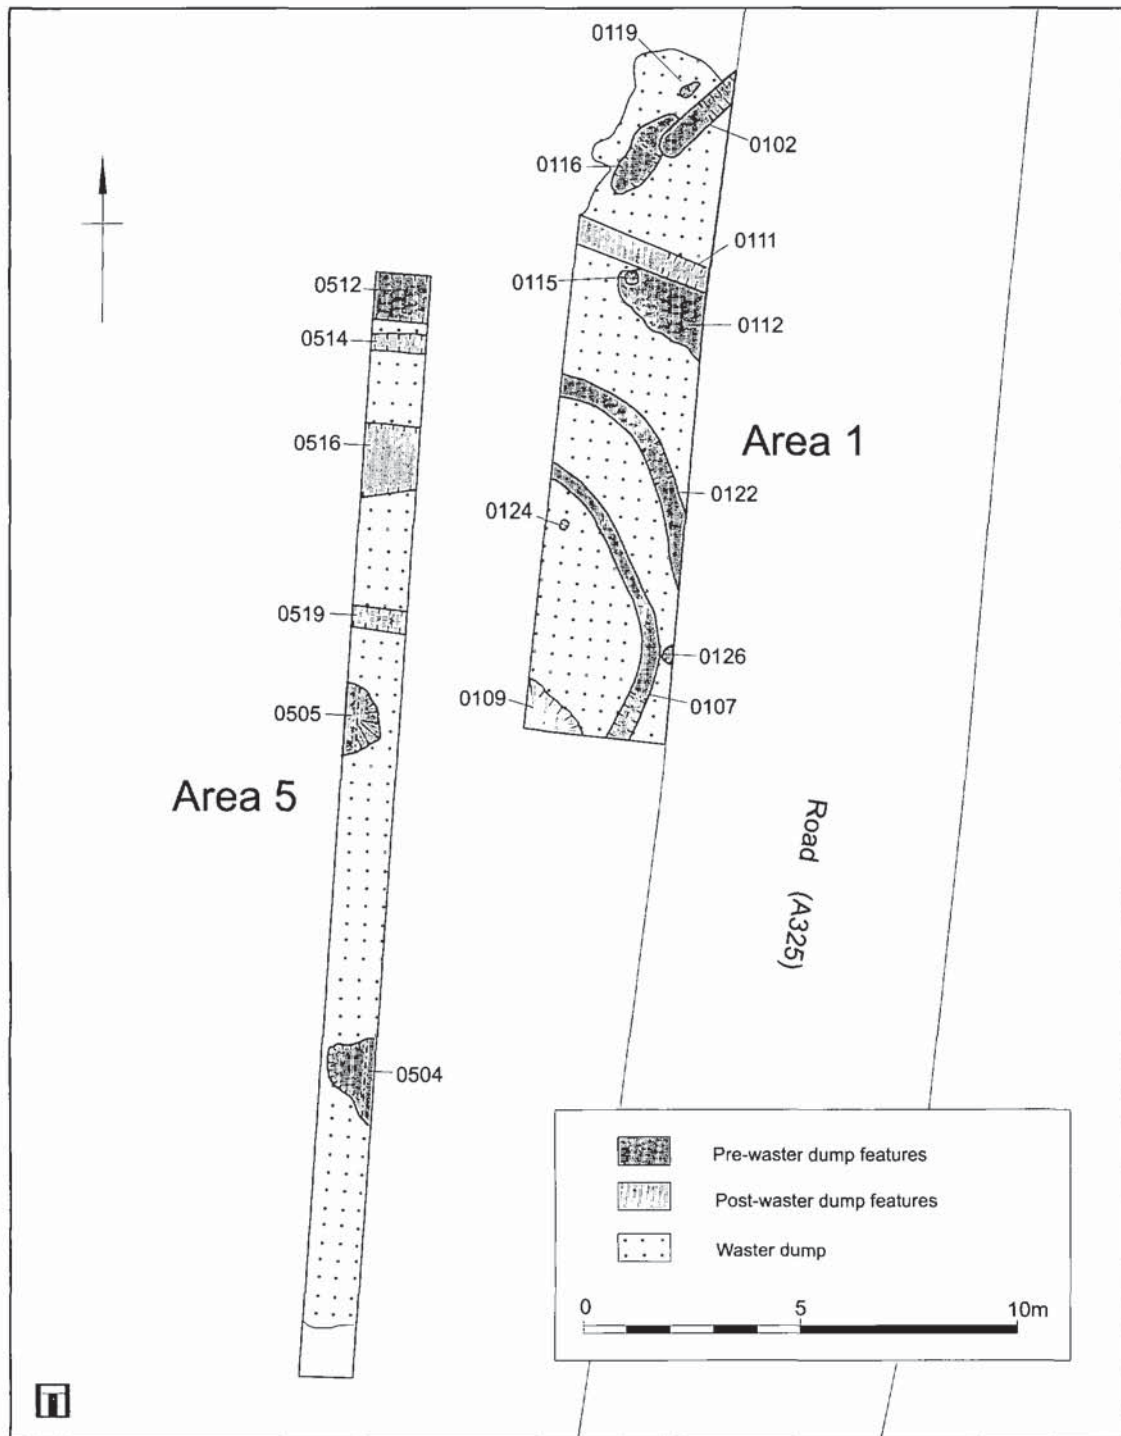 0119
0102
0116
0111
0115
0112
0512
0514
0516
Area 1
0122
0124
0519
0126
0109
0107
0505
Area 5
Road (A325)
0504
Pre-waster dump features
Post-waster dump features
Waster dump
0 5 10m